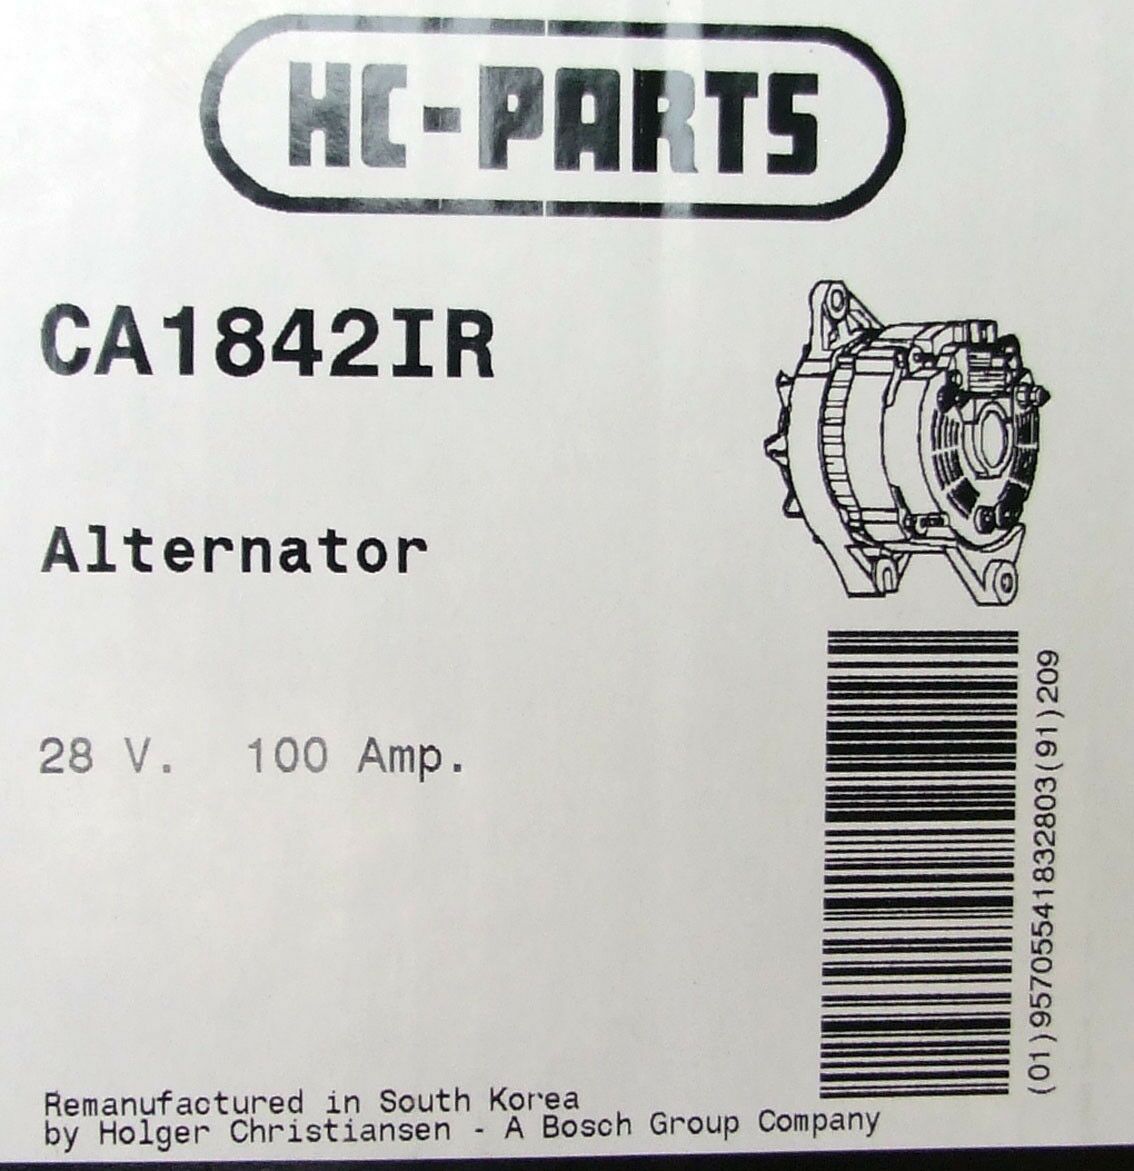 HC-PARTS
CA1842IR
Alternator
28 V. 100 Amp.
(01)95705541832803(91)209
Remanufactured in South Korea
by Holger Christiansen - A Bosch Group Company